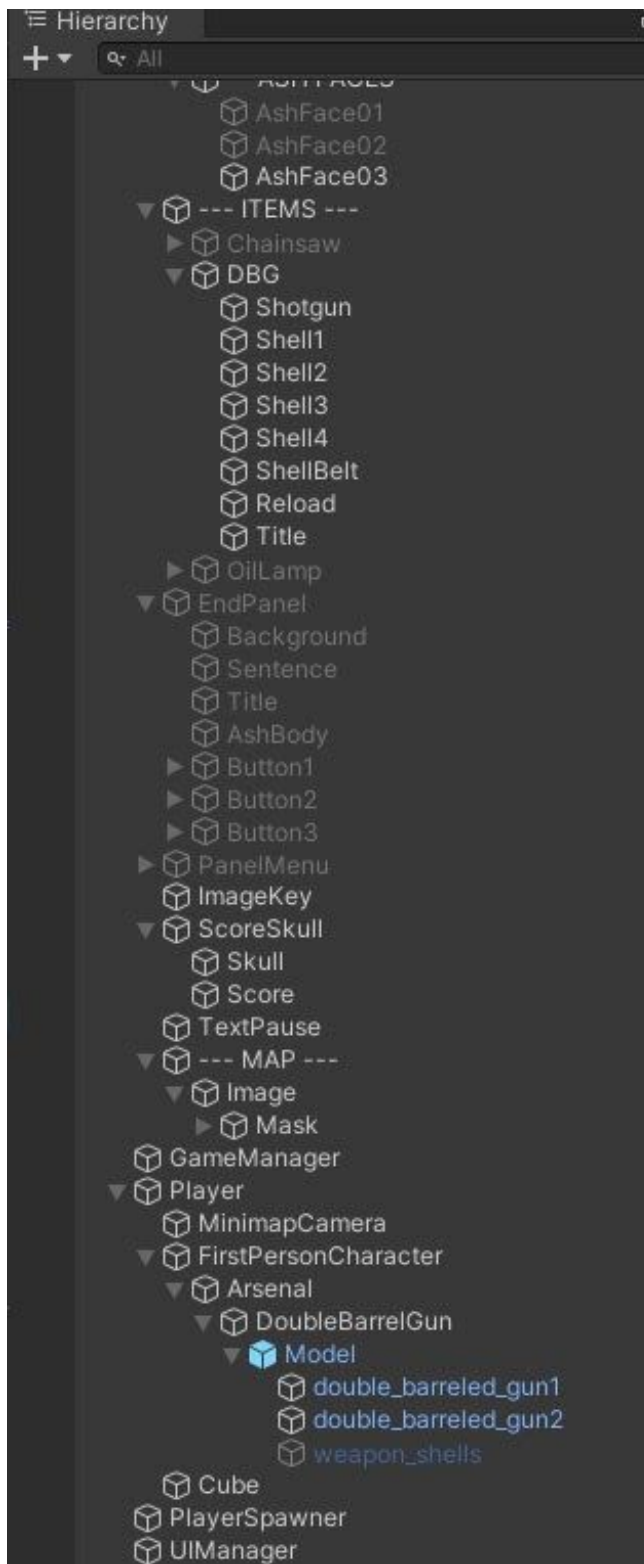 Hierarchy
All
AshFace01
AshFace02
AshFace03
--- ITEMS ---
Chainsaw
DBG
Shotgun
Shell1
Shell2
Shell3
Shell4
ShellBelt
Reload
Title
OilLamp
EndPanel
Background
Sentence
Title
AshBody
Button1
Button2
Button3
PanelMenu
ImageKey
ScoreSkull
Skull
Score
TextPause
--- MAP ---
Image
Mask
GameManager
Player
MinimapCamera
FirstPersonCharacter
Arsenal
DoubleBarrelGun
Model
double_barreled_gun1
double_barreled_gun2
weapon_shells
Cube
PlayerSpawner
UIManager